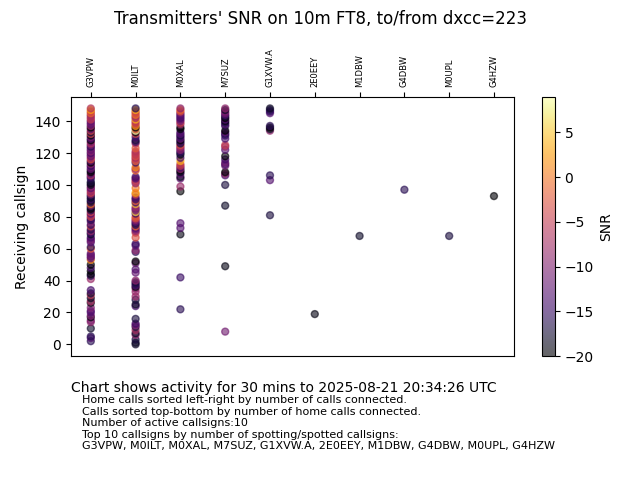 Transmitters' SNR on 10m FT8, to/from dxcc=223
G3VPW M0ILT M0XAL M7SUZ G1XVW.A 2E0EEY M1DBW G4DBW M0UPL G4HZW
140
120
100
80
60
40
20
0
Receiving callsign
5
0
−5
−10
−15
−20
SNR
Chart shows activity for 30 mins to 2025-08-21 20:34:26 UTC
Home calls sorted left-right by number of calls connected.
Calls sorted top-bottom by number of home calls connected.
Number of active callsigns:10
Top 10 callsigns by number of spotting/spotted callsigns:
G3VPW, M0ILT, M0XAL, M7SUZ, G1XVW.A, 2E0EEY, M1DBW, G4DBW, M0UPL, G4HZW